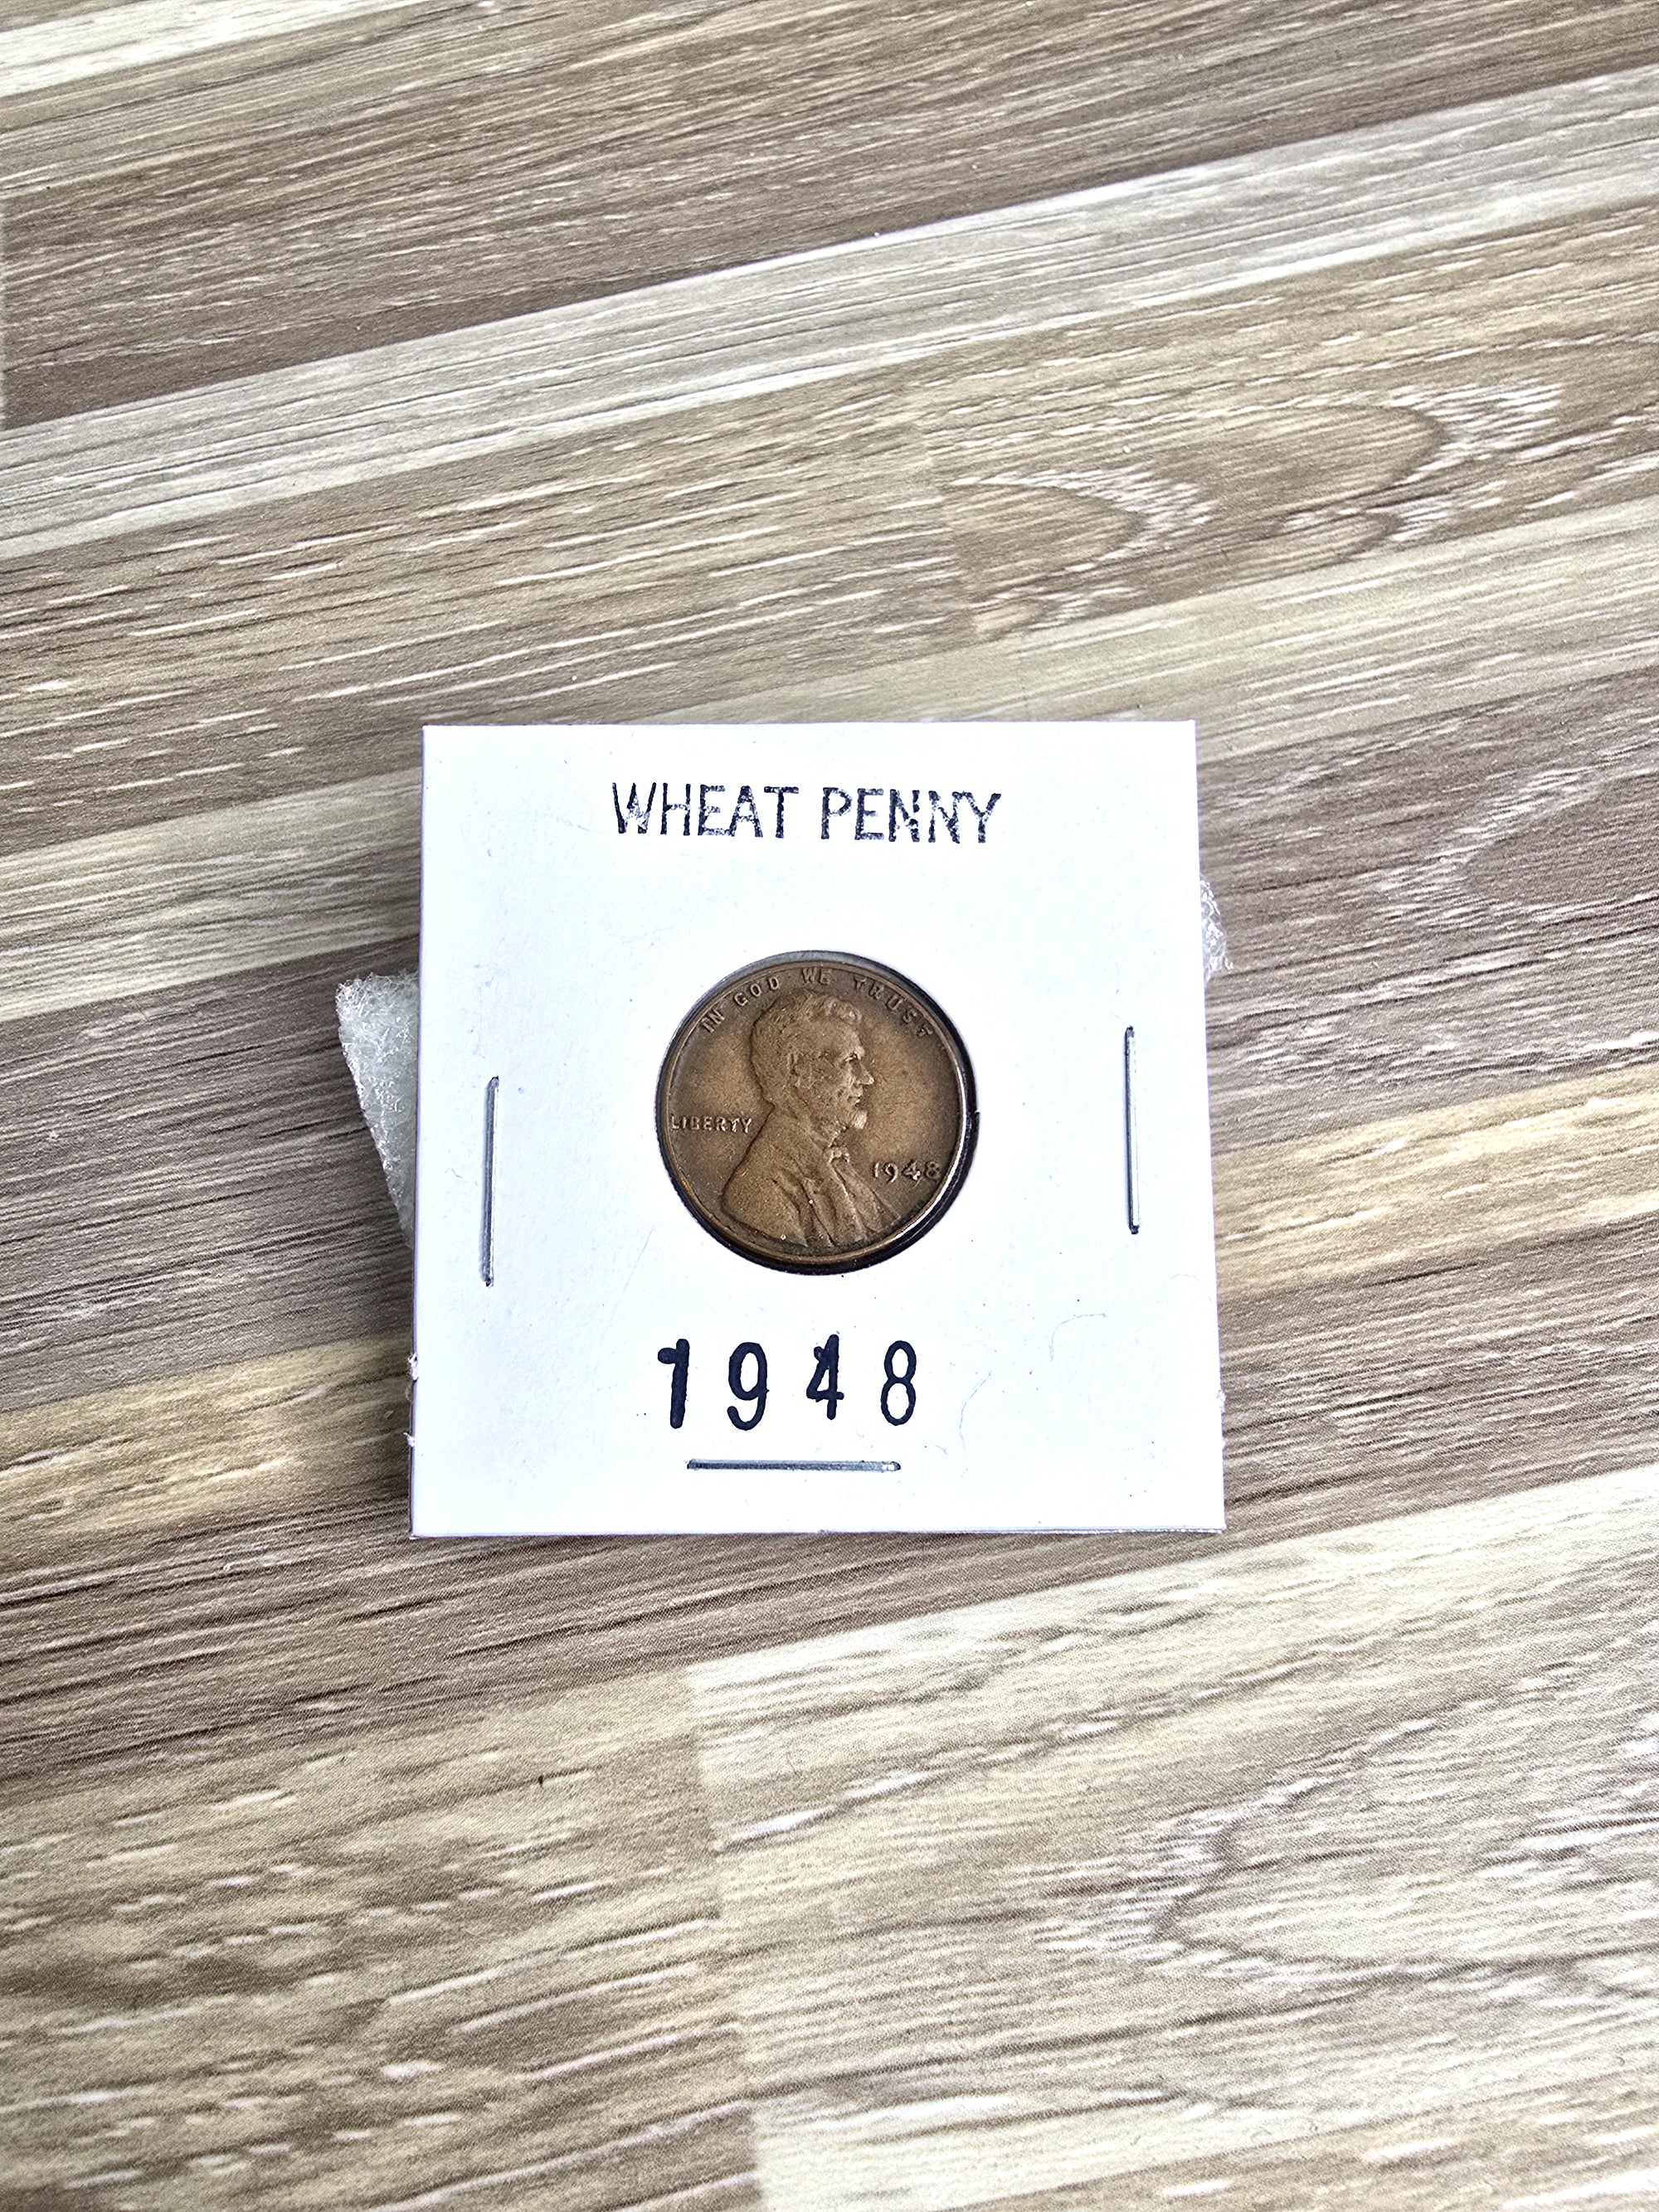 WHEAT PENNY
IN GOD WE TRUST
LIBERTY
1948
1948